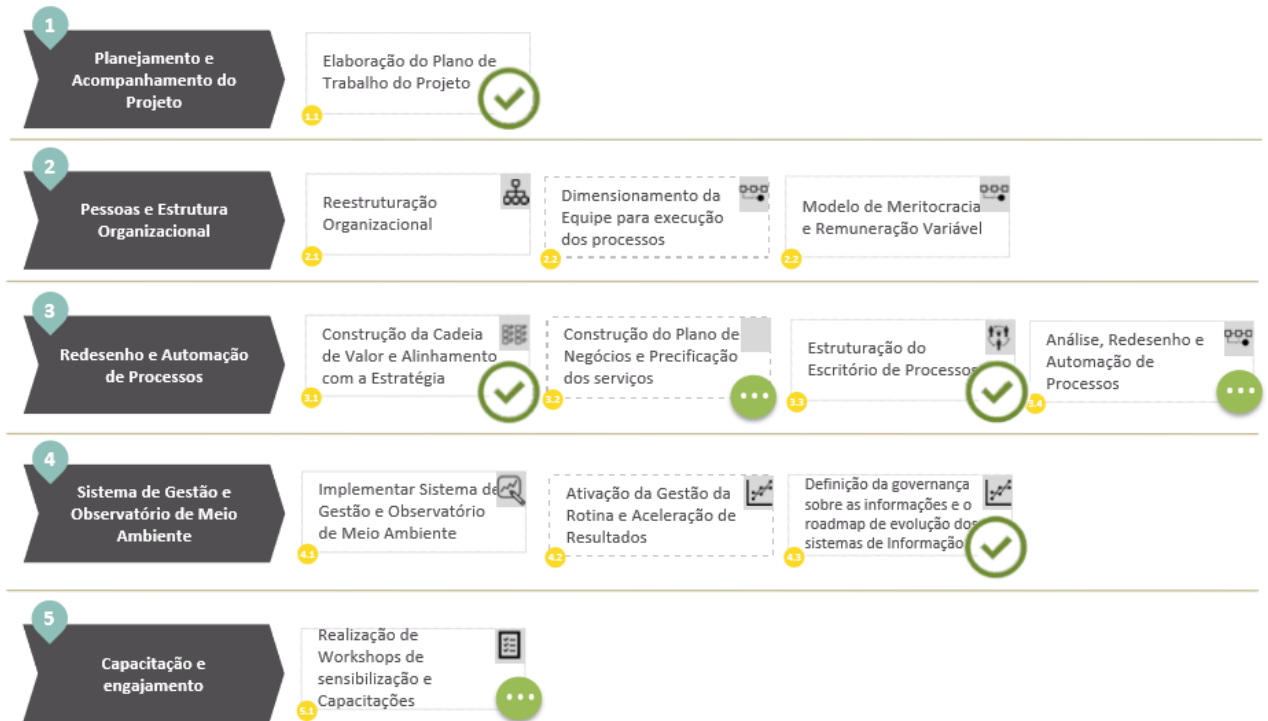 1
Planejamento e
Acompanhamento do
Projeto
Elaboração do Plano de
Trabalho do Projeto
1.1
2
Pessoas e Estrutura
Organizacional
Reestruturação
Organizacional
2.1
Dimensionamento da
Equipe para execução
dos processos
2.2
Modelo de Meritocracia
e Remuneração Variável
2.2
3
Redesenho e Automação
de Processos
Construção da Cadeia
de Valor e Alinhamento
com a Estratégia
3.1
Construção do Plano de
Negócios e Precificação
dos serviços
3.2
Estruturação do
Escritório de Processos
3.3
Análise, Redesenho e
Automação de
Processos
3.4
4
Sistema de Gestão e
Observatório de Meio
Ambiente
Implementar Sistema de
Gestão e Observatório
de Meio Ambiente
4.1
Ativação da Gestão da
Rotina e Aceleração de
Resultados
4.2
Definição da governança
sobre as informações e o
roadmap de evolução dos
sistemas de Informação
4.3
5
Capacitação e
engajamento
Realização de
Workshops de
sensibilização e
Capacitações
5.1